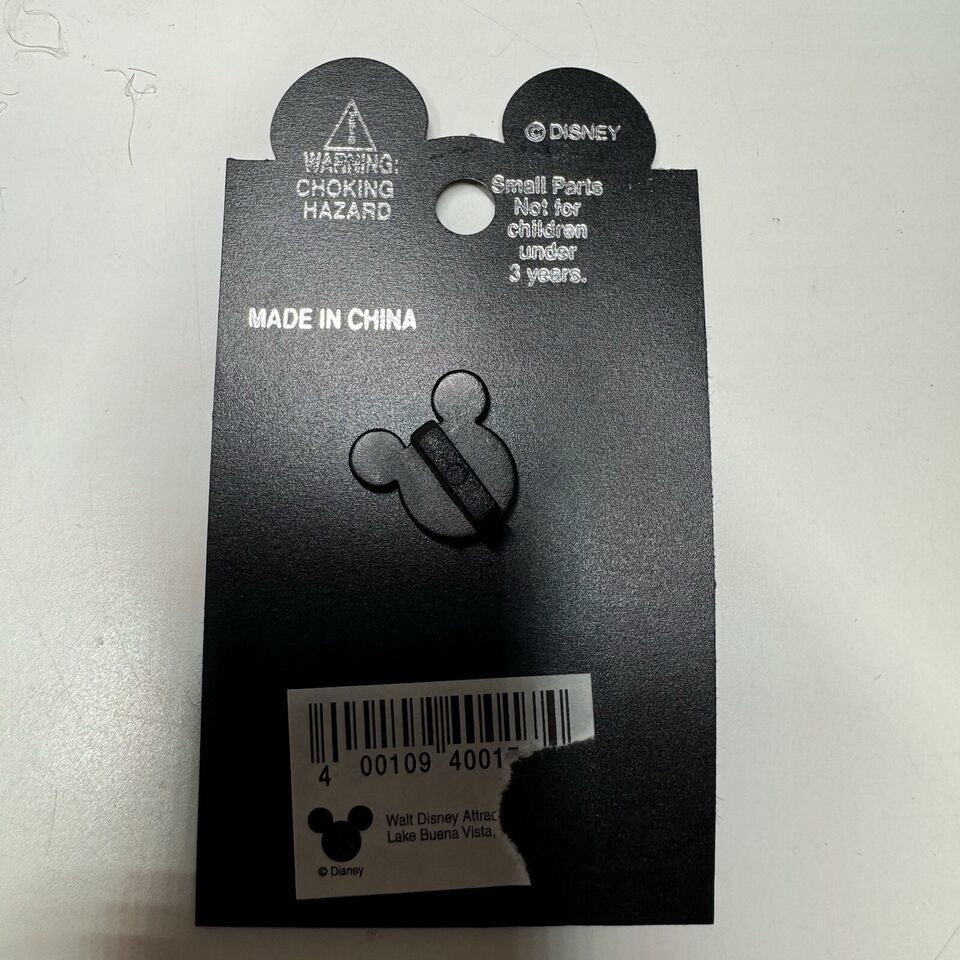 WARNING:
CHOKING
HAZARD
© DISNEY
Small Parts
Not for
children
under
3 years.
MADE IN CHINA
4 00109 4001
Walt Disney
Lake Buena Vista,
© Disney